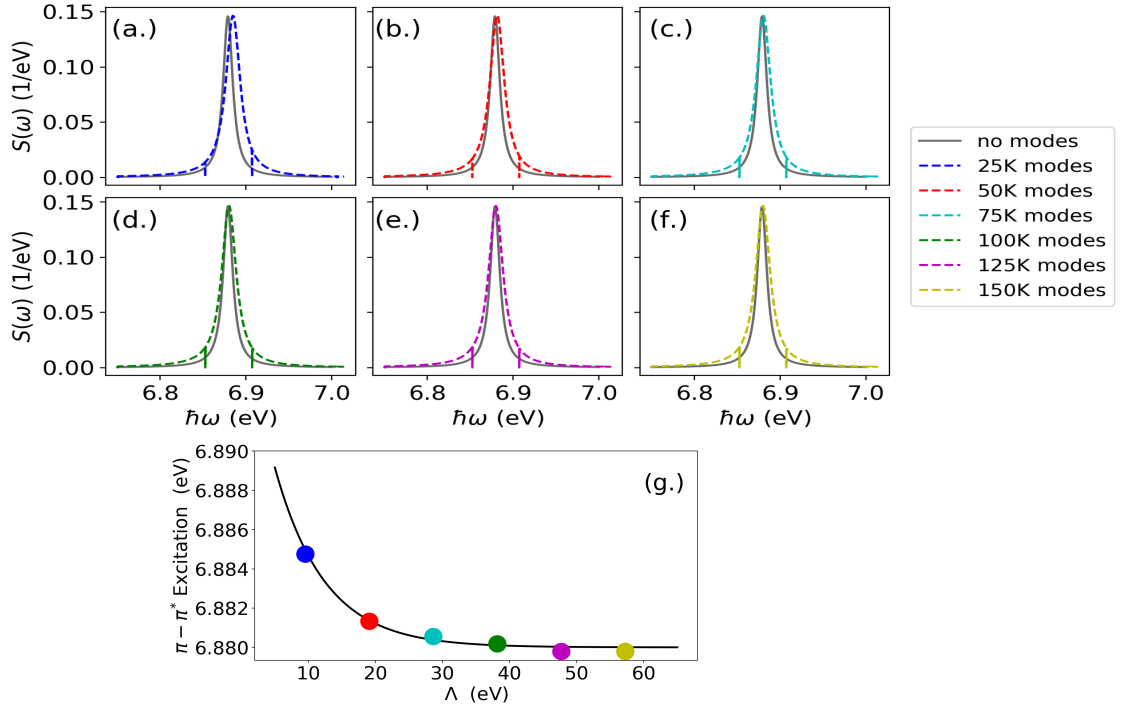 (a.)
(b.)
(c.)
0.15
0.10
0.05
0.00
S(ω) (1/eV)
no modes
25K modes
50K modes
75K modes
100K modes
125K modes
150K modes
(d.)
(e.)
(f.)
0.15
0.10
0.05
0.00
S(ω) (1/eV)
6.8 6.9 7.0
6.8 6.9 7.0
6.8 6.9 7.0
ħω (eV)
ħω (eV)
ħω (eV)
(g.)
6.890
6.888
6.886
6.884
6.882
6.880
π − π* Excitation (eV)
10 20 30 40 50 60
Λ (eV)